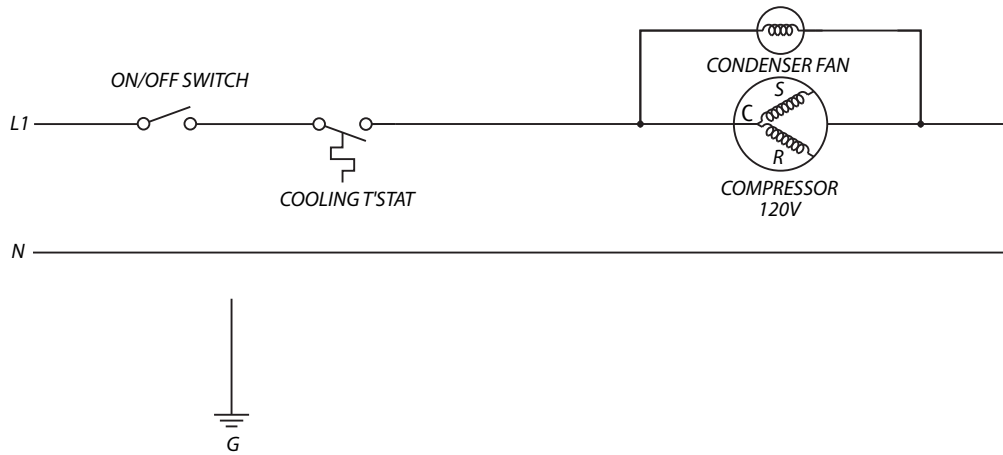 CONDENSER FAN
ON/OFF SWITCH
S
L1
C
R
COOLING T'STAT
COMPRESSOR
120V
N
G